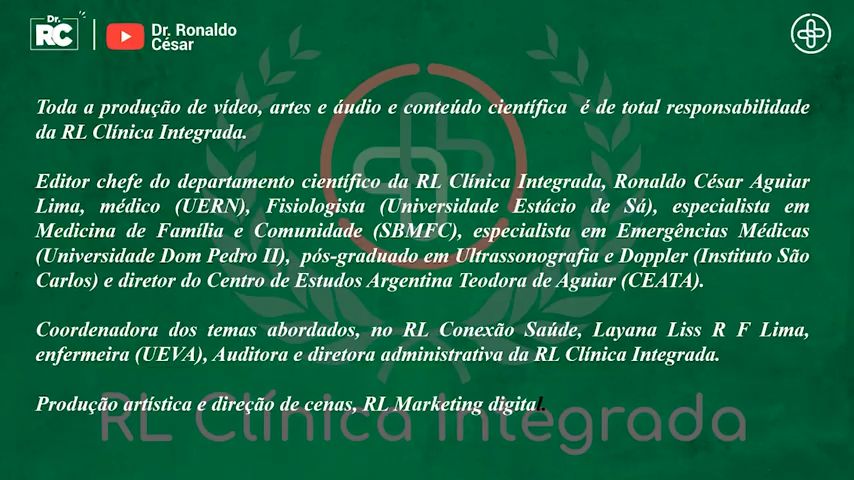 Dr.
RC
Dr. Ronaldo
César
Toda a produção de vídeo, artes e áudio e conteúdo científica é de total responsabilidade
da RL Clínica Integrada.
Editor chefe do departamento científico da RL Clínica Integrada, Ronaldo César Aguiar
Lima, médico (UERN), Fisiologista (Universidade Estácio de Sá), especialista em
Medicina de Família e Comunidade (SBMFC), especialista em Emergências Médicas
(Universidade Dom Pedro II), pós-graduado em Ultrassonografia e Doppler (Instituto São
Carlos) e diretor do Centro de Estudos Argentina Teodora de Aguiar (CEATA).
Coordenadora dos temas abordados, no RL Conexão Saúde, Layana Liss R F Lima,
enfermeira (UEVA), Auditora e diretora administrativa da RL Clínica Integrada.
Produção artística e direção de cenas, RL Marketing digital.
RL Clínica Integrada